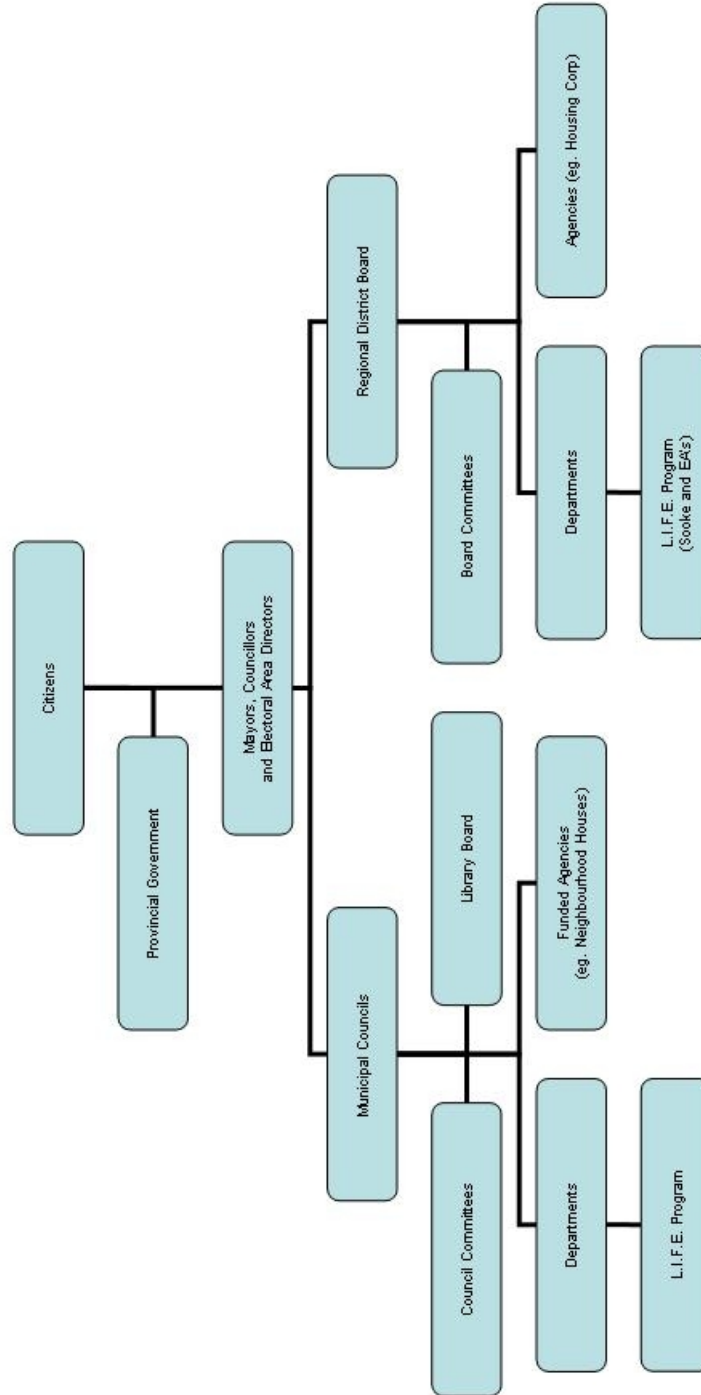 Citizens
Provincial Government
Mayors, Councillors
and Electoral Area Directors
Municipal Councils
Regional District Board
Council Committees
Library Board
Board Committees
Departments
Funded Agencies
(eg. Neighbourhood Houses)
Departments
Agencies (eg. Housing Corp)
L.I.F.E. Program
L.I.F.E. Program
(Sooke and EA's)